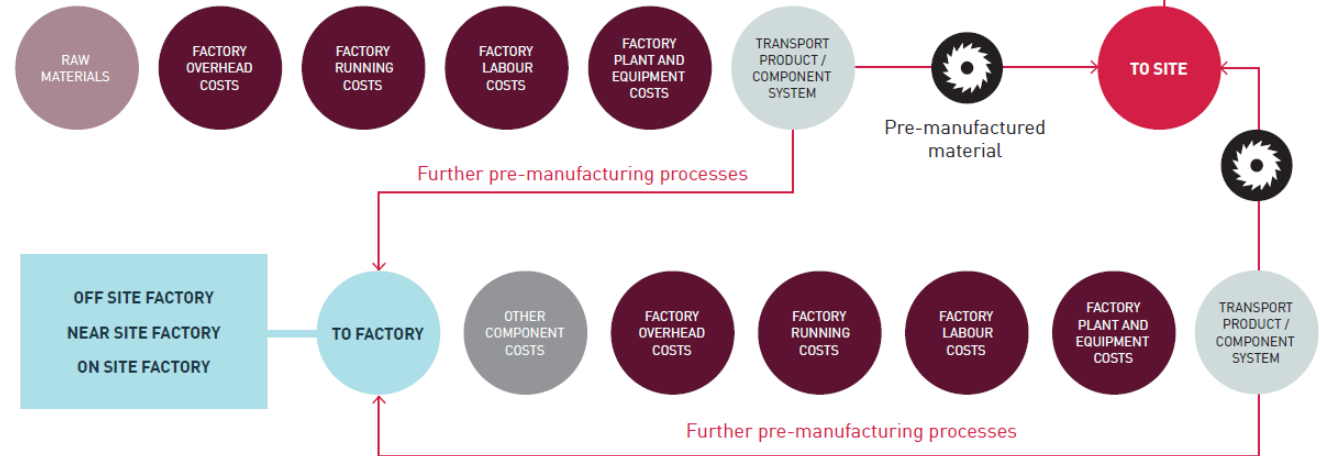 RAW
MATERIALS
FACTORY
OVERHEAD
COSTS
FACTORY
RUNNING
COSTS
FACTORY
LABOUR
COSTS
FACTORY
PLANT AND
EQUIPMENT
COSTS
TRANSPORT
PRODUCT /
COMPONENT
SYSTEM
TO SITE
Pre-manufactured
material
Further pre-manufacturing processes
OFF SITE FACTORY
NEAR SITE FACTORY
ON SITE FACTORY
TO FACTORY
OTHER
COMPONENT
COSTS
FACTORY
OVERHEAD
COSTS
FACTORY
RUNNING
COSTS
FACTORY
LABOUR
COSTS
FACTORY
PLANT AND
EQUIPMENT
COSTS
TRANSPORT
PRODUCT /
COMPONENT
SYSTEM
Further pre-manufacturing processes